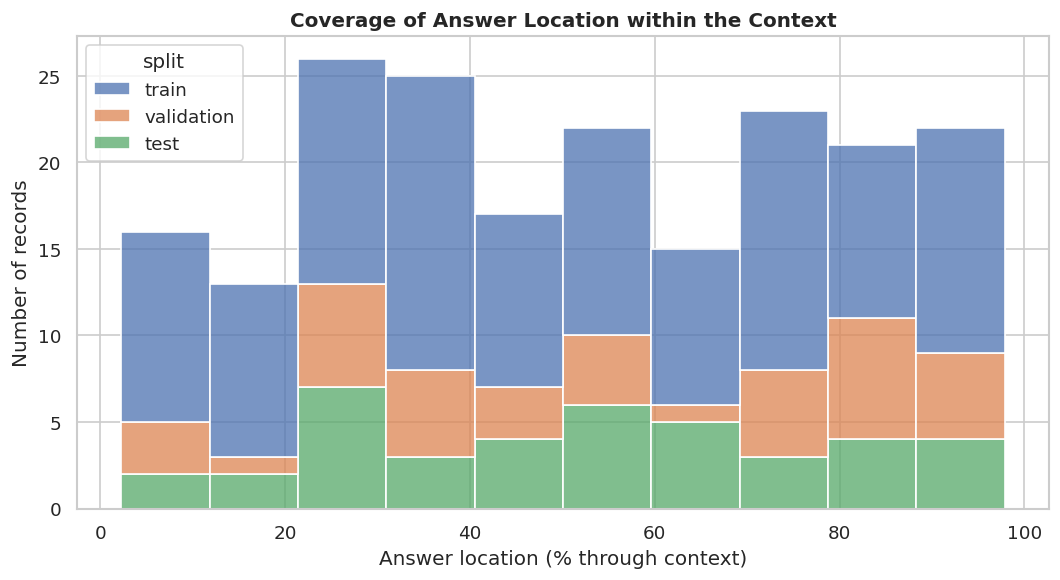 Coverage of Answer Location within the Context
split
train
validation
test
25
20
15
10
5
0
Number of records
0 20 40 60 80 100
Answer location (% through context)